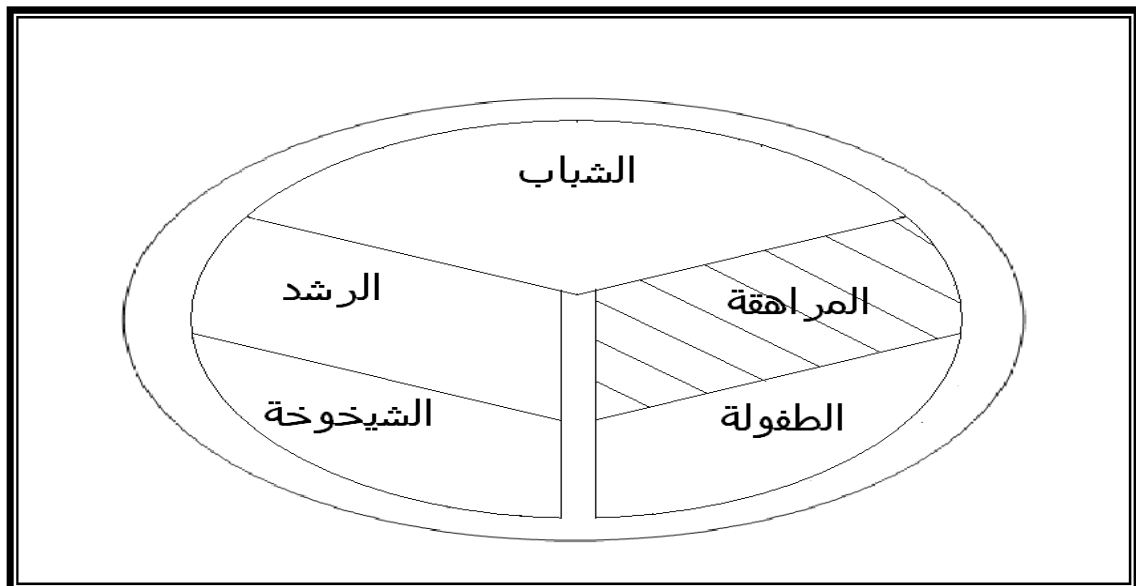 الشباب
المراهقة
الرشد
الطفولة
الشيخوخة